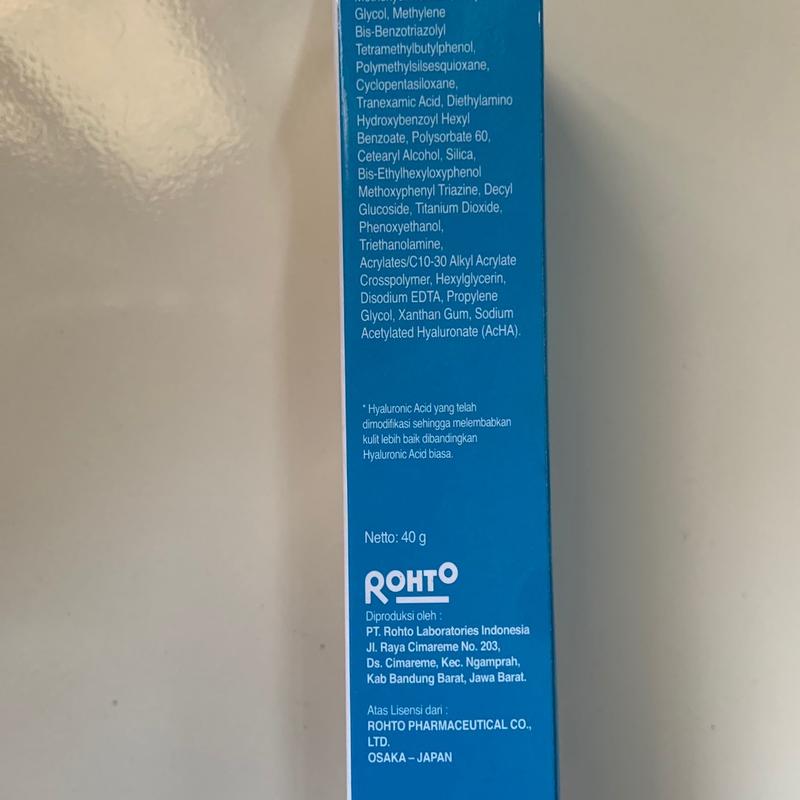 Glycol, Methylene
Bis-Benzotriazolyl
Tetramethylbutylphenol,
Polymethylsilsesquioxane,
Cyclopentasiloxane,
Tranexamic Acid, Diethylamino
Hydroxybenzoyl Hexyl
Benzoate, Polysorbate 60,
Cetearyl Alcohol, Silica,
Bis-Ethylhexyloxyphenol
Methoxyphenyl Triazine, Decyl
Glucoside, Titanium Dioxide,
Phenoxyethanol,
Triethanolamine,
Acrylates/C10-30 Alkyl Acrylate
Crosspolymer, Hexylglycerin,
Disodium EDTA, Propylene
Glycol, Xanthan Gum, Sodium
Acetylated Hyaluronate (AcHA).
* Hyaluronic Acid yang telah
dimodifikasi sehingga melembabkan
kulit lebih baik dibandingkan
Hyaluronic Acid biasa.
Netto: 40 g
ROHTO
Diproduksi oleh :
PT. Rohto Laboratories Indonesia
Jl. Raya Cimareme No. 203,
Ds. Cimareme, Kec. Ngamprah,
Kab Bandung Barat, Jawa Barat.
Atas Lisensi dari :
ROHTO PHARMACEUTICAL CO.,
LTD.
OSAKA – JAPAN